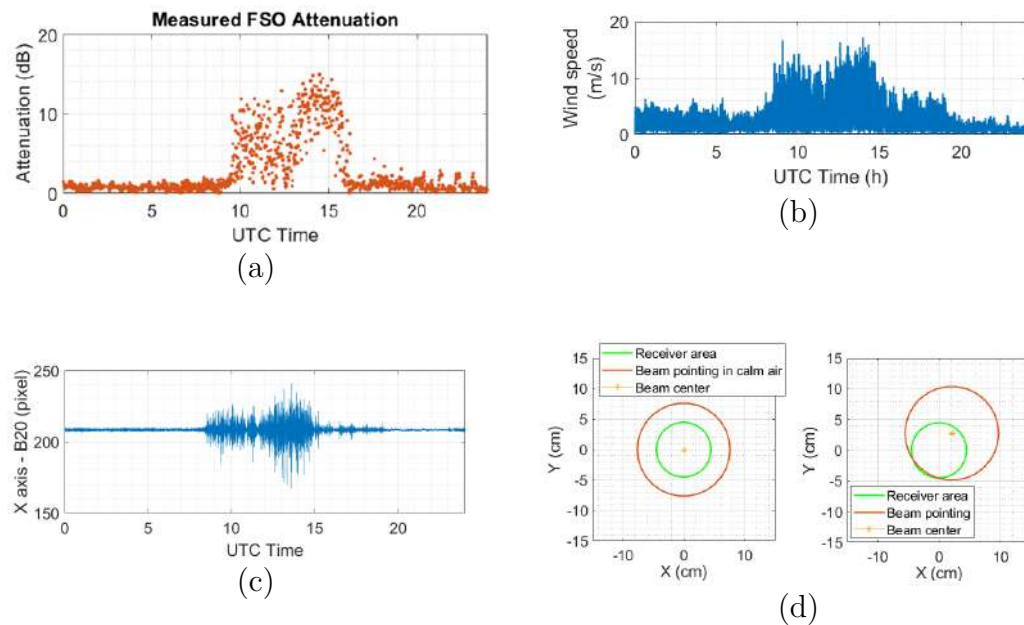 Measured FSO Attenuation
20
10
0
Attenuation (dB)
0 5 10 15 20
UTC Time
(a)
20
10
0
Wind speed
(m/s)
0 5 10 15 20
UTC Time (h)
(b)
250
200
150
X axis - B20 (pixel)
0 5 10 15 20
UTC Time
(c)
Receiver area
Beam pointing in calm air
Beam center
15
10
5
0
-5
-10
-15
Y (cm)
-10 0 10
X (cm)
15
10
5
0
-5
-10
-15
Y (cm)
Receiver area
Beam pointing
Beam center
-10 0 10
X (cm)
(d)